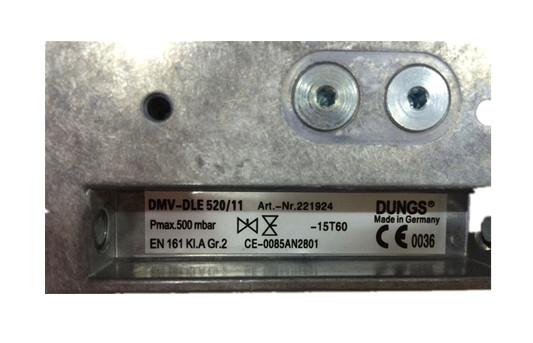 DMV-DLE 520/11 Art.-Nr.221924 DUNGS®
Made in Germany
Pmax.500 mbar -15T60
EN 161 Kl.A Gr.2 CE-0085AN2801 CE 0036